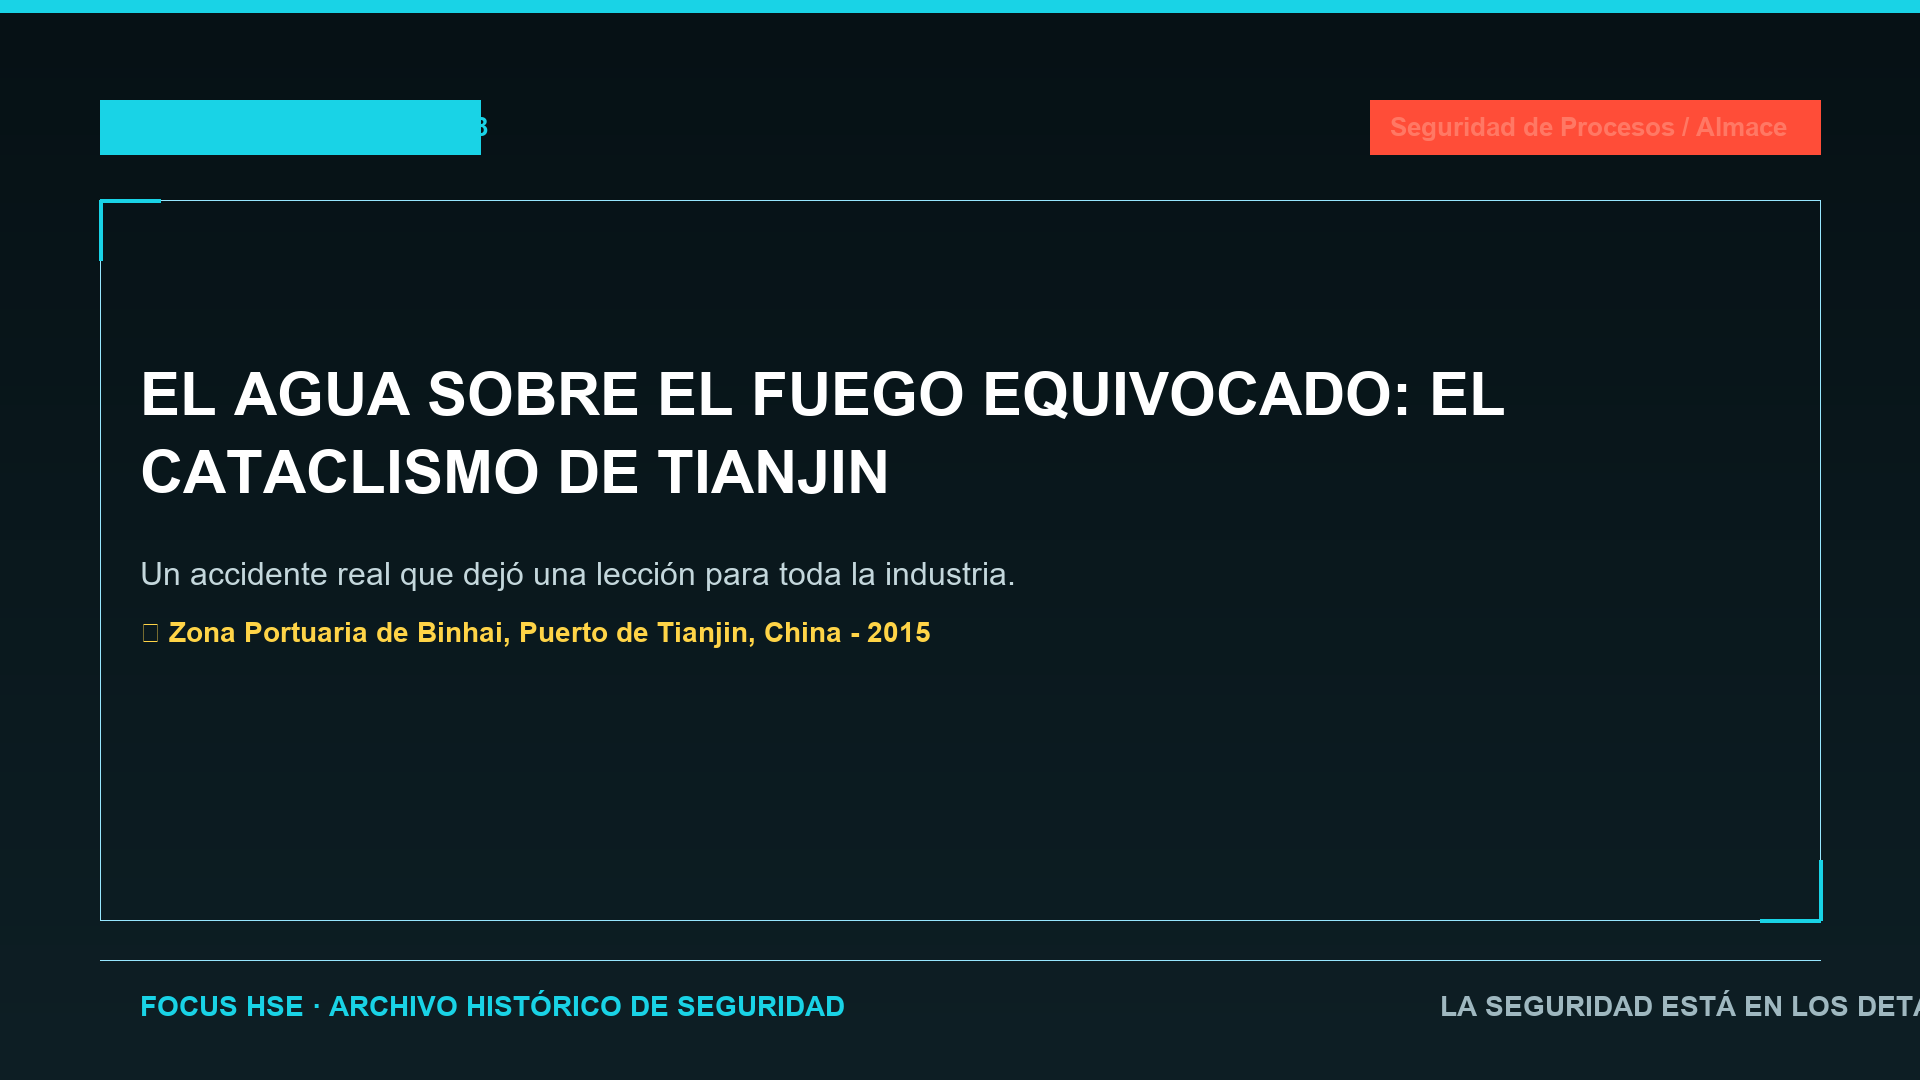 3
Seguridad de Procesos / Almace
EL AGUA SOBRE EL FUEGO EQUIVOCADO: EL
CATACLISMO DE TIANJIN
Un accidente real que dejó una lección para toda la industria.
Zona Portuaria de Binhai, Puerto de Tianjin, China - 2015
FOCUS HSE · ARCHIVO HISTÓRICO DE SEGURIDAD
LA SEGURIDAD ESTÁ EN LOS DETA